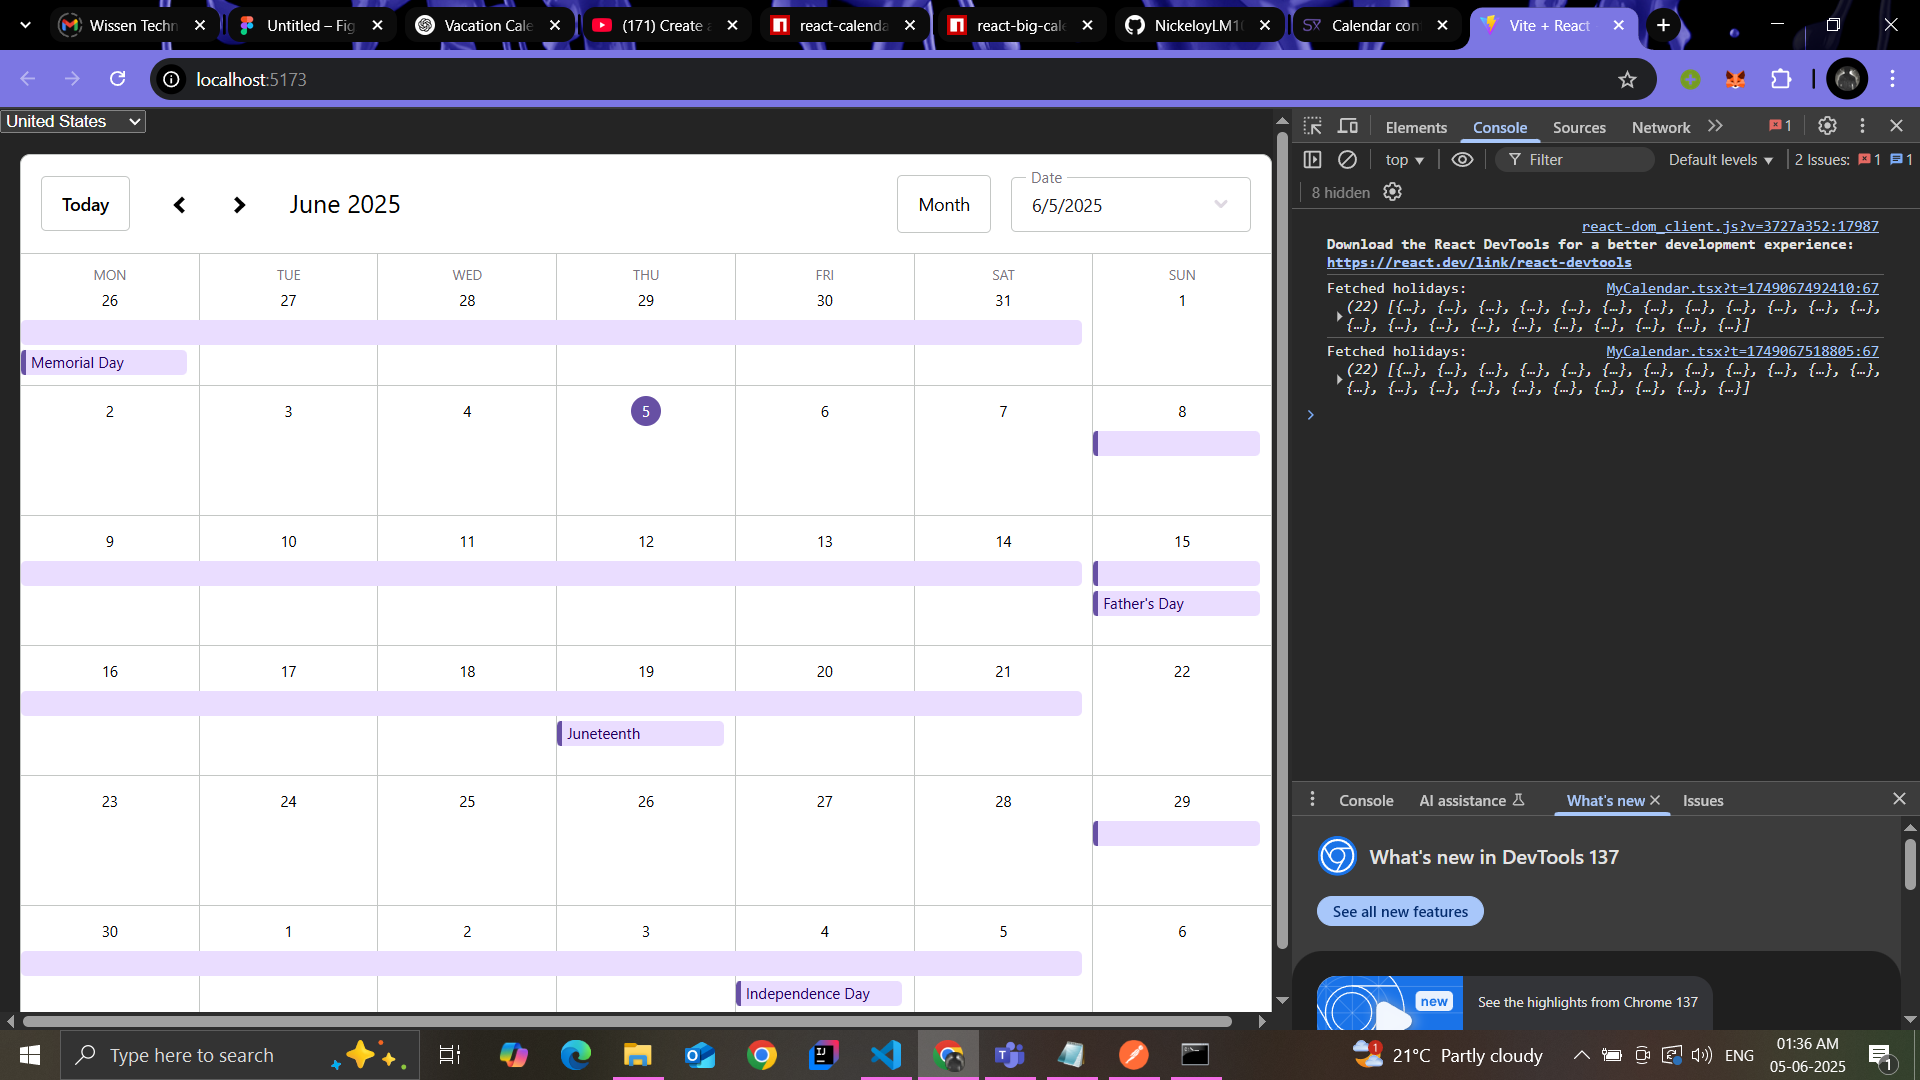 Wissen Techn
Untitled – Fig
Vacation Cale
(171) Create a
react-calenda
react-big-cale
NickeloyLM10
Calendar con
Vite + React
localhost:5173
United States
Today
June 2025
Month
Date
6/5/2025
MON TUE WED THU FRI SAT SUN
26 27 28 29 30 31 1
Memorial Day
2 3 4 5 6 7 8
9 10 11 12 13 14 15
Father's Day
16 17 18 19 20 21 22
Juneteenth
23 24 25 26 27 28 29
30 1 2 3 4 5 6
Independence Day
Elements Console Sources Network 1
top Filter Default levels 2 Issues: 1 1
8 hidden
react-dom_client.js?v=3727a352:17987
Download the React DevTools for a better development experience:
https://react.dev/link/react-devtools
Fetched holidays: MyCalendar.tsx?t=1749067492410:67
(22) [{…}, {…}, {…}, {…}, {…}, {…}, {…}, {…}, {…}, {…}, {…}, {…},
{…}, {…}, {…}, {…}, {…}, {…}, {…}, {…}, {…}, {…}]
Fetched holidays: MyCalendar.tsx?t=1749067518805:67
(22) [{…}, {…}, {…}, {…}, {…}, {…}, {…}, {…}, {…}, {…}, {…}, {…},
{…}, {…}, {…}, {…}, {…}, {…}, {…}, {…}, {…}, {…}]
Console AI assistance What's new Issues
What's new in DevTools 137
See all new features
new
See the highlights from Chrome 137
Type here to search
1
21°C Partly cloudy
ENG
01:36 AM
05-06-2025
1